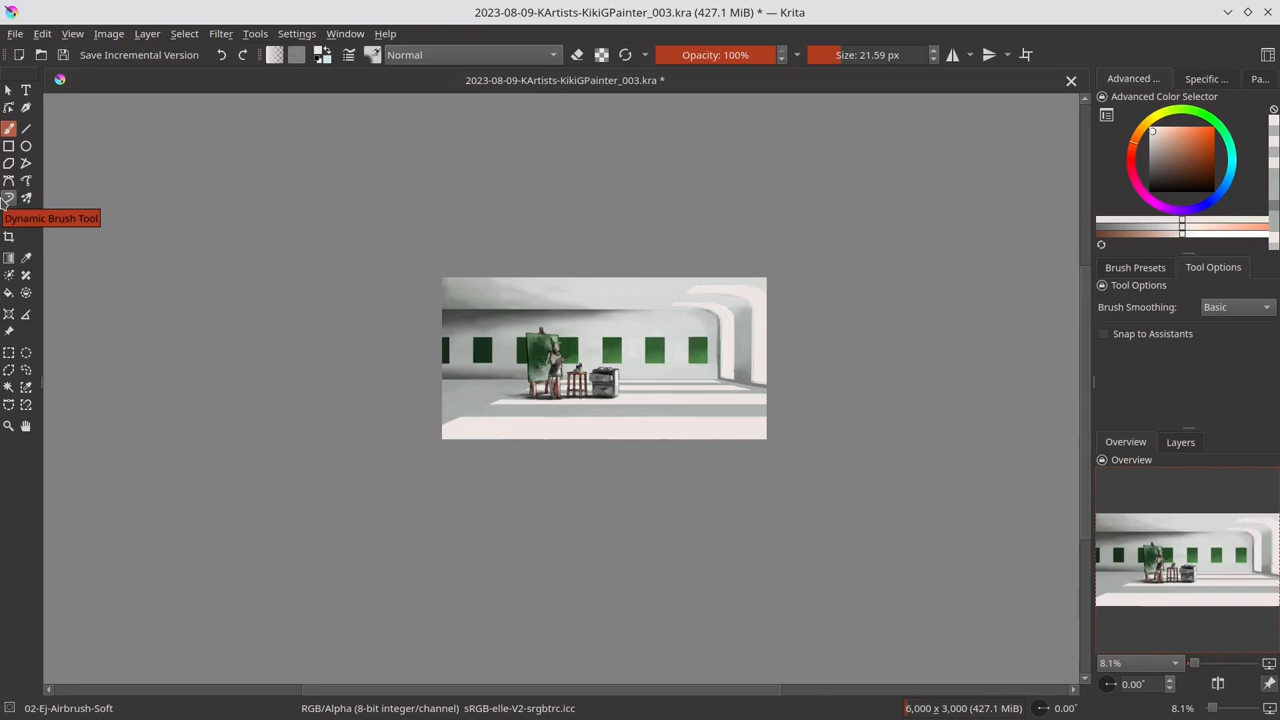 2023-08-09-KArtists-KikiGPainter_003.kra (427.1 MiB) * — Krita
File Edit View Image Layer Select Filter Tools Settings Window Help
Save Incremental Version Normal Opacity: 100% Size: 21.59 px
2023-08-09-KArtists-KikiGPainter_003.kra *
Advanced ... Specific ... Pa...
Advanced Color Selector
Dynamic Brush Tool
Brush Presets Tool Options
Tool Options
Brush Smoothing: Basic
Snap to Assistants
Overview Layers
Overview
8.1%
0.00°
02-Ej-Airbrush-Soft RGB/Alpha (8-bit integer/channel) sRGB-elle-V2-srgbtrc.icc 6,000 x 3,000 (427.1 MiB) 0.00° 8.1%